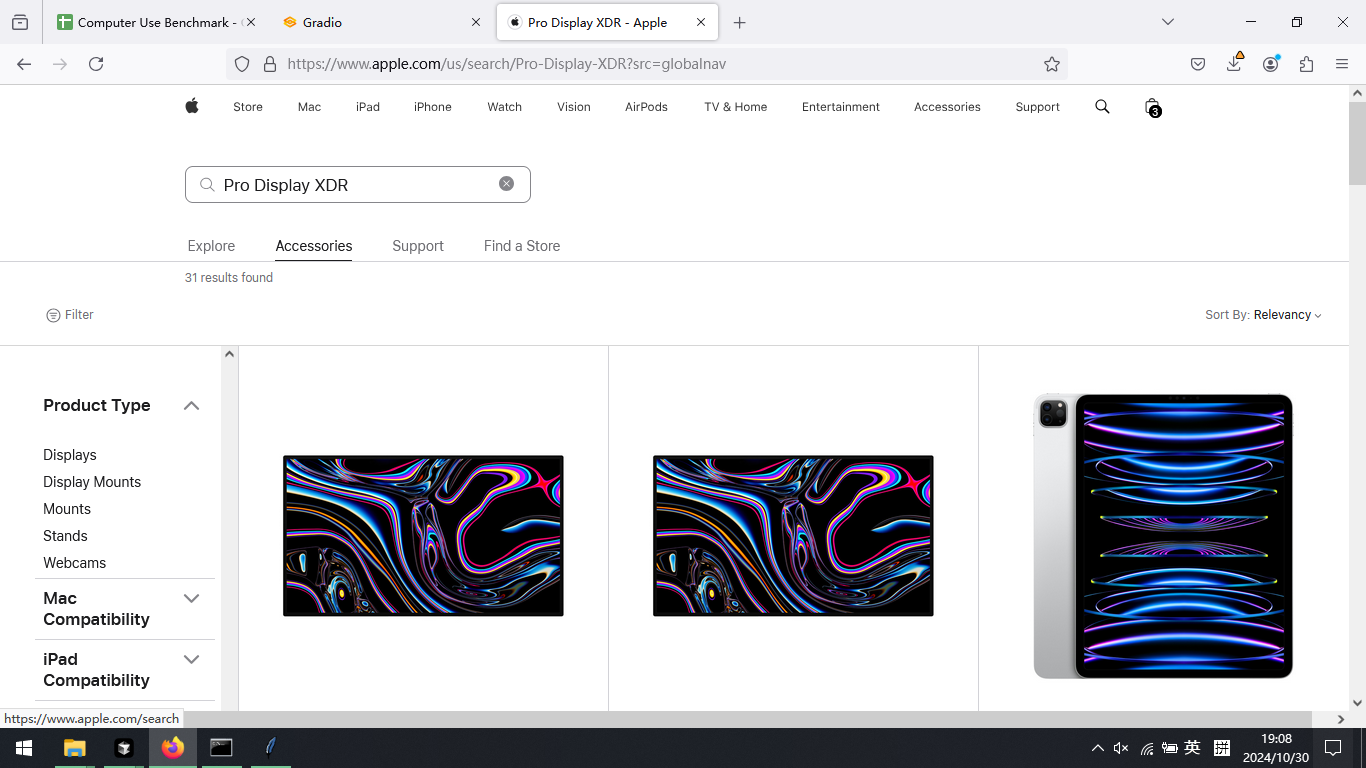 Computer Use Benchmark -
Gradio
Pro Display XDR - Apple
https://www.apple.com/us/search/Pro-Display-XDR?src=globalnav
Store
Mac
iPad
iPhone
Watch
Vision
AirPods
TV & Home
Entertainment
Accessories
Support
3
Pro Display XDR
Explore
Accessories
Support
Find a Store
31 results found
Filter
Sort By: Relevancy
Product Type
Displays
Display Mounts
Mounts
Stands
Webcams
Mac
Compatibility
iPad
Compatibility
https://www.apple.com/search
英
拼
19:08
2024/10/30